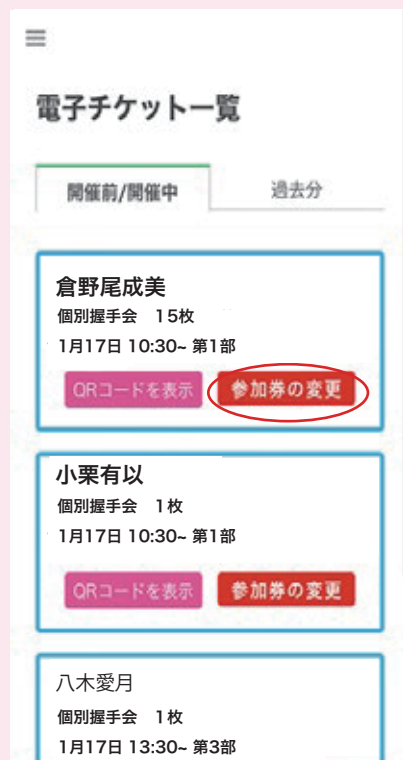 電子チケット一覧
開催前/開催中 過去分
倉野尾成美
個別握手会 15枚
1月17日 10:30~ 第1部
QRコードを表示 参加券の変更
小栗有以
個別握手会 1枚
1月17日 10:30~ 第1部
QRコードを表示 参加券の変更
八木愛月
個別握手会 1枚
1月17日 13:30~ 第3部